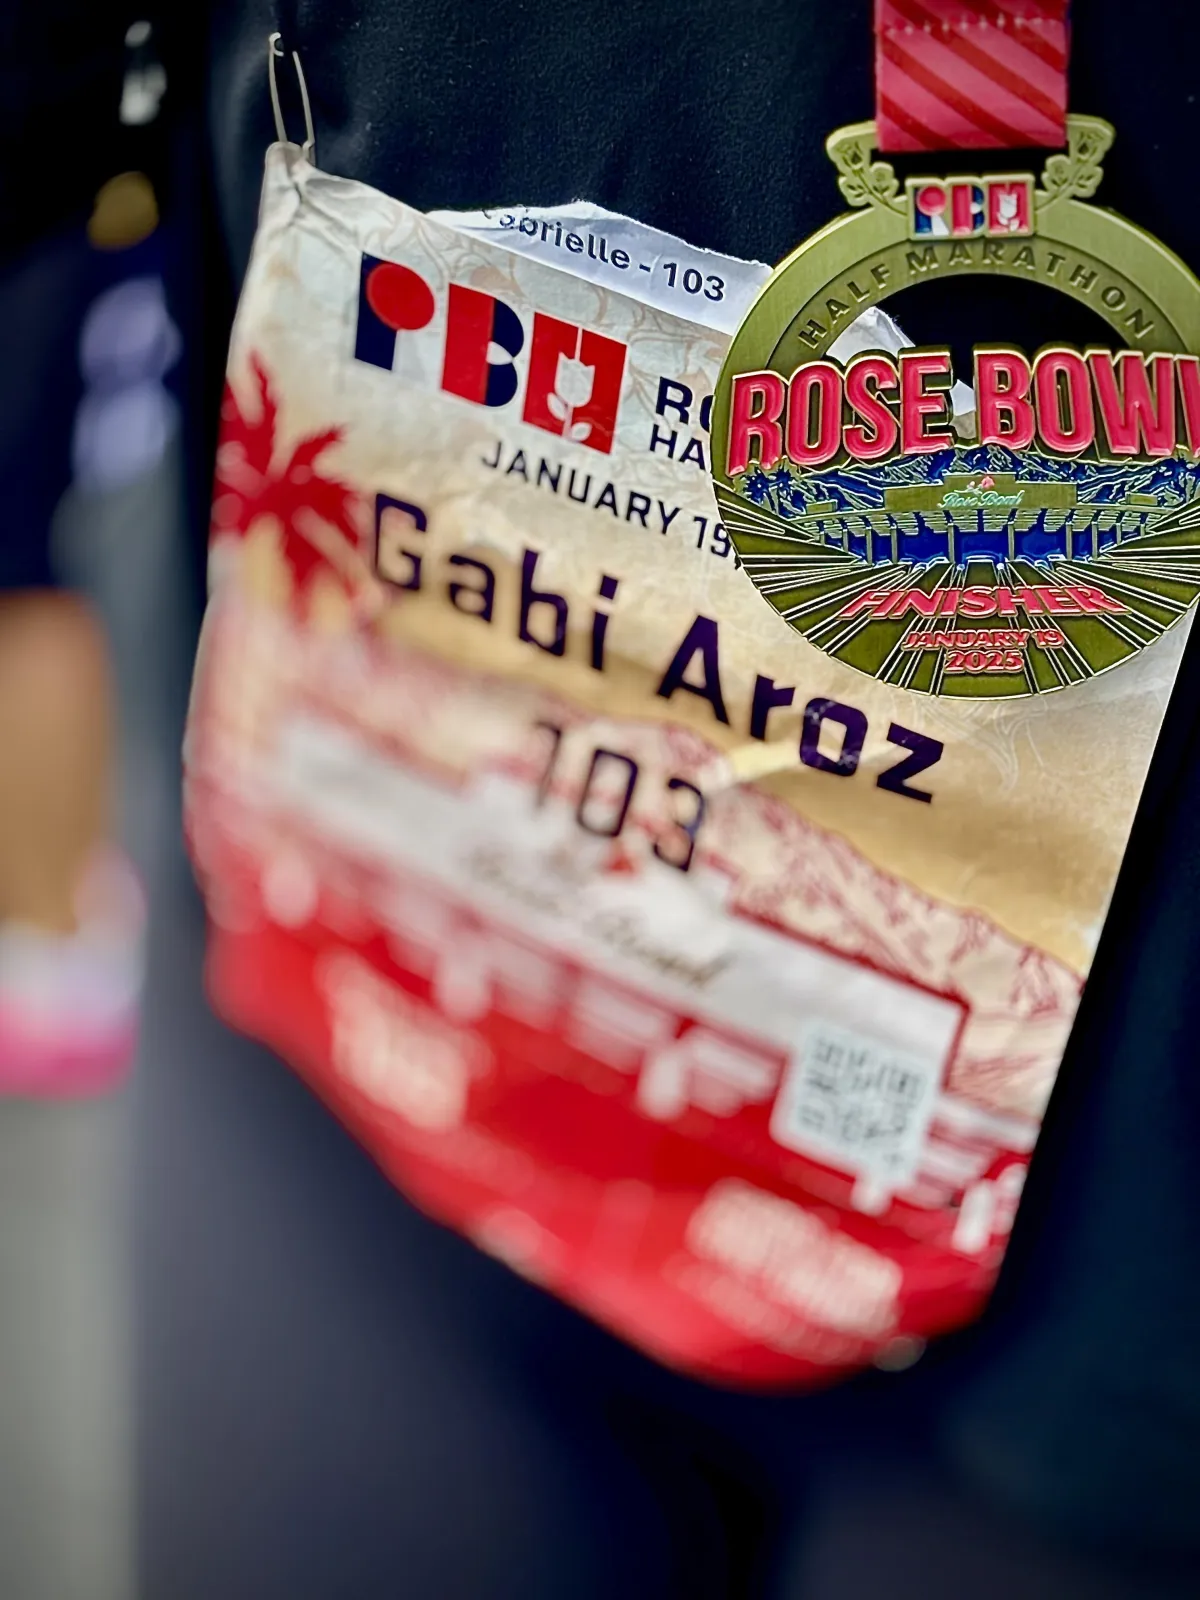 abrielle - 103
RBH
HA
JANUARY 19,
Gabi Aroz
103
RBH
HALF MARATHON
ROSE BOWL
Rose Bowl
FINISHER
JANUARY 19
2025